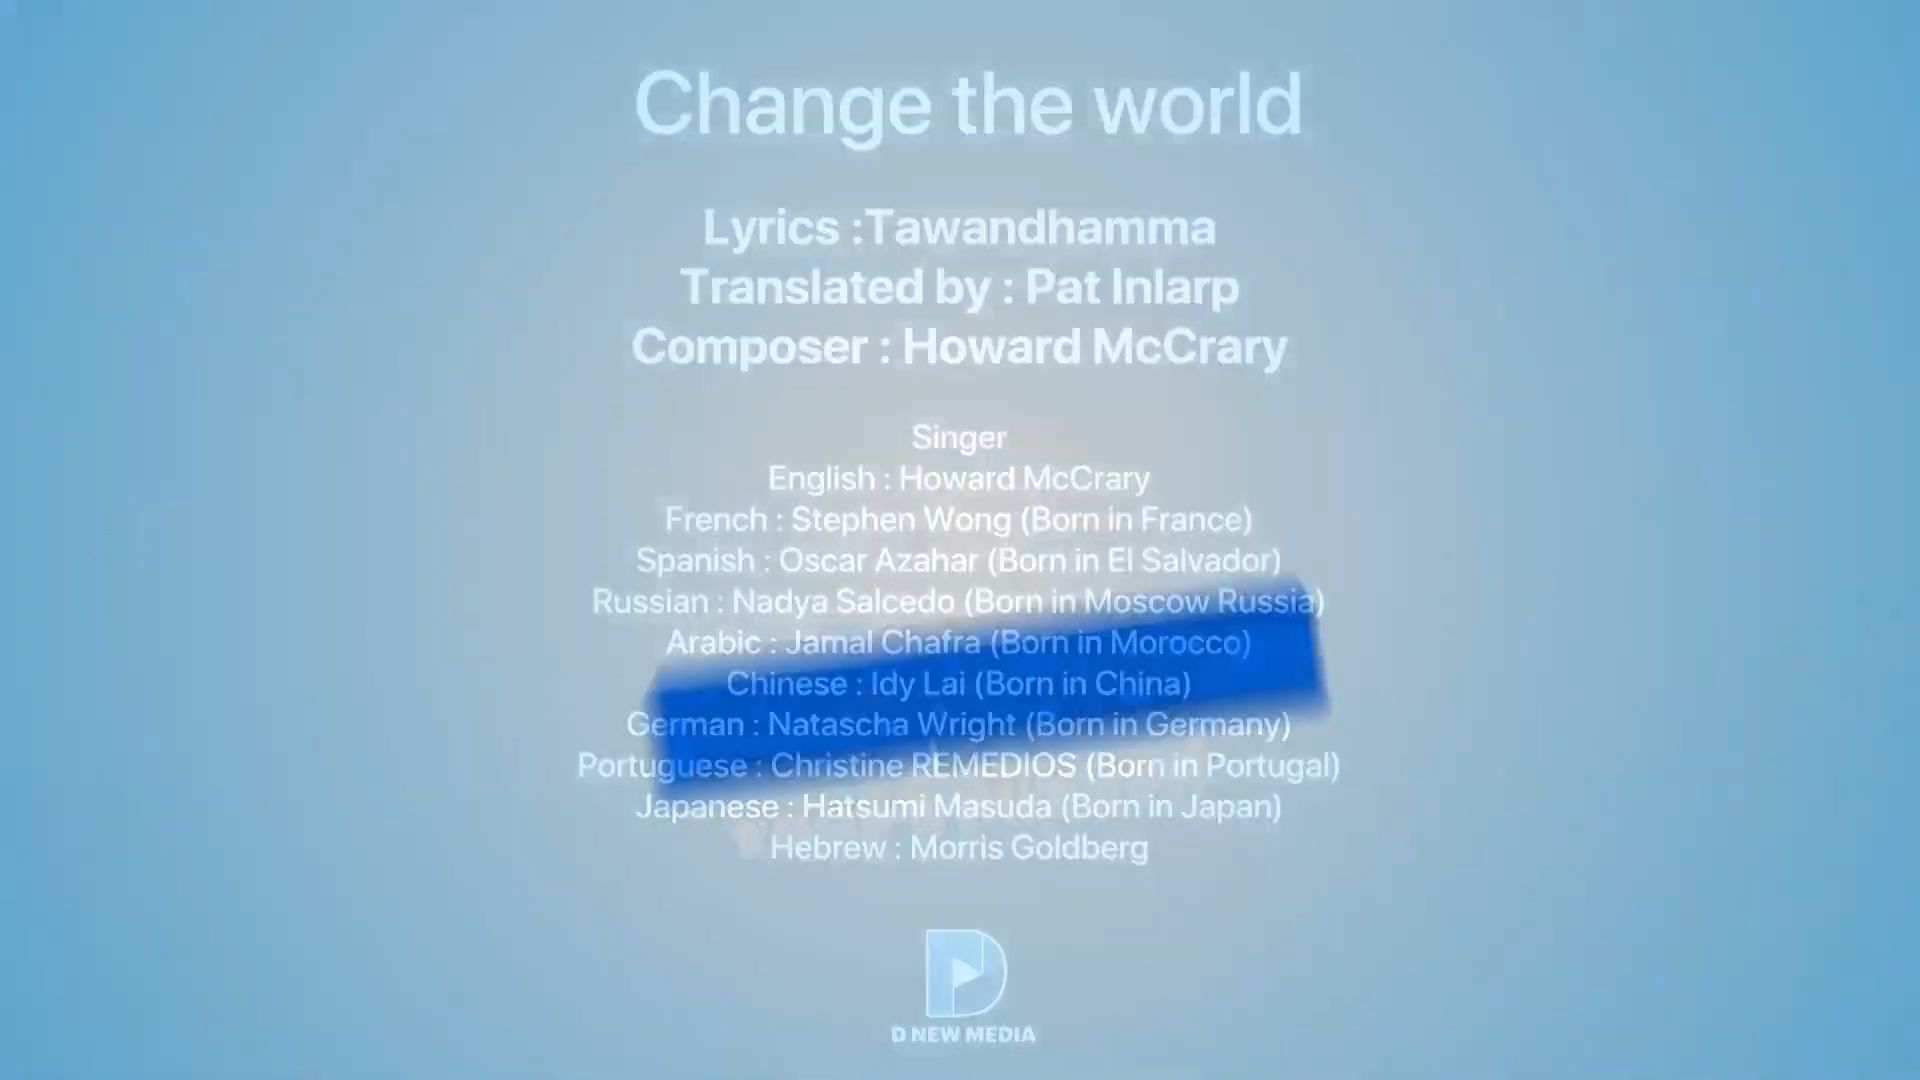 Change the world
Lyrics :Tawandhamma
Translated by : Pat Inlarp
Composer : Howard McCrary
Singer
English : Howard McCrary
French : Stephen Wong (Born in France)
Spanish : Oscar Azahar (Born in El Salvador)
Russian : Nadya Salcedo (Born in Moscow Russia)
Arabic : Jamal Chafra (Born in Morocco)
Chinese : Idy Lai (Born in China)
German : Natascha Wright (Born in Germany)
Portuguese : Christine REMEDIOS (Born in Portugal)
Japanese : Hatsumi Masuda (Born in Japan)
Hebrew : Morris Goldberg
D NEW MEDIA